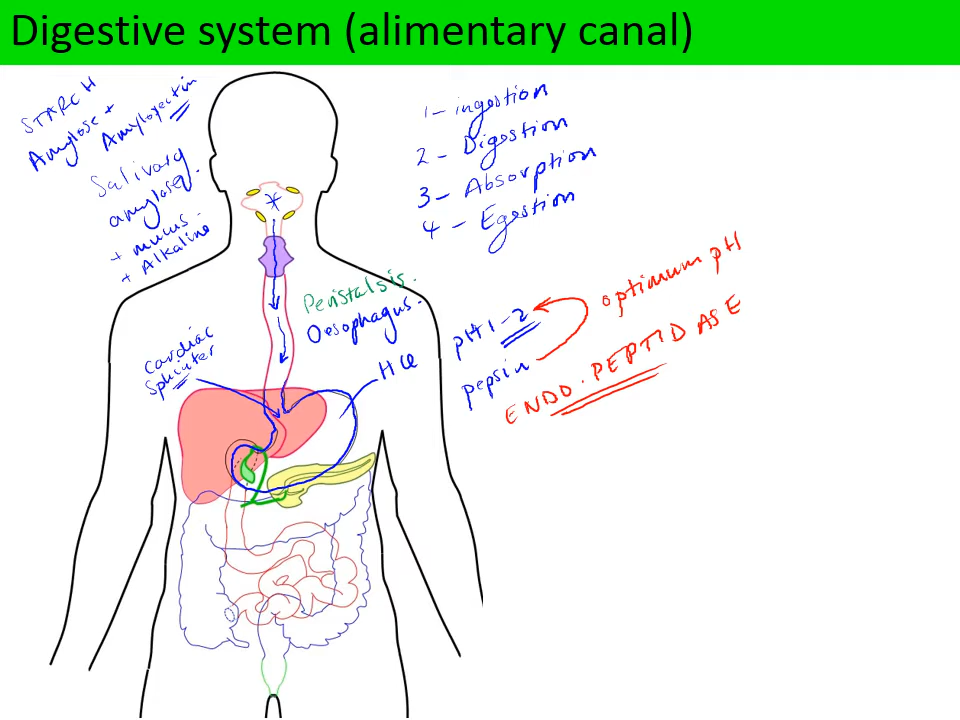 Digestive system (alimentary canal)
STARCH
Amylose +
Amylopectin
Salivary
amylase.
+ mucus -
+ Alkaline
1 - ingestion
2 - Digestion
3 - Absorption
4 - Egestion
Peristalsis.
Oesophagus.
cardiac
sphinter
HCl
pH 1-2
pepsin
optimum pH
ENDO. PEPTIDASE